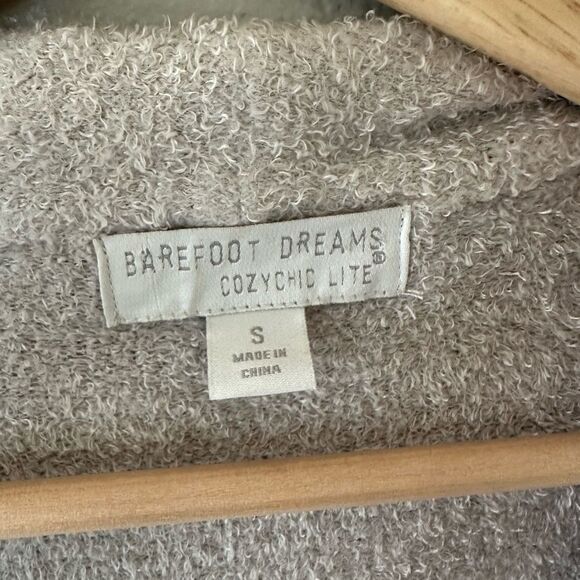 BAREFOOT DREAMS
COZYCHIC LITE®
S
MADE IN
CHINA